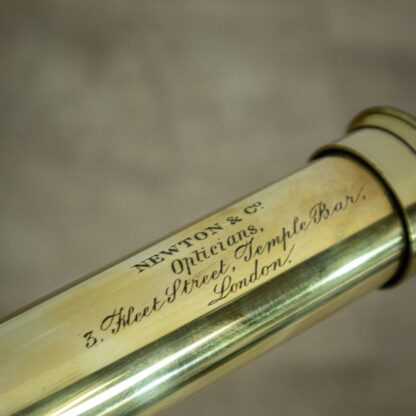 NEWTON & Co.
Opticians,
3. Fleet Street, Temple Bar,
London.